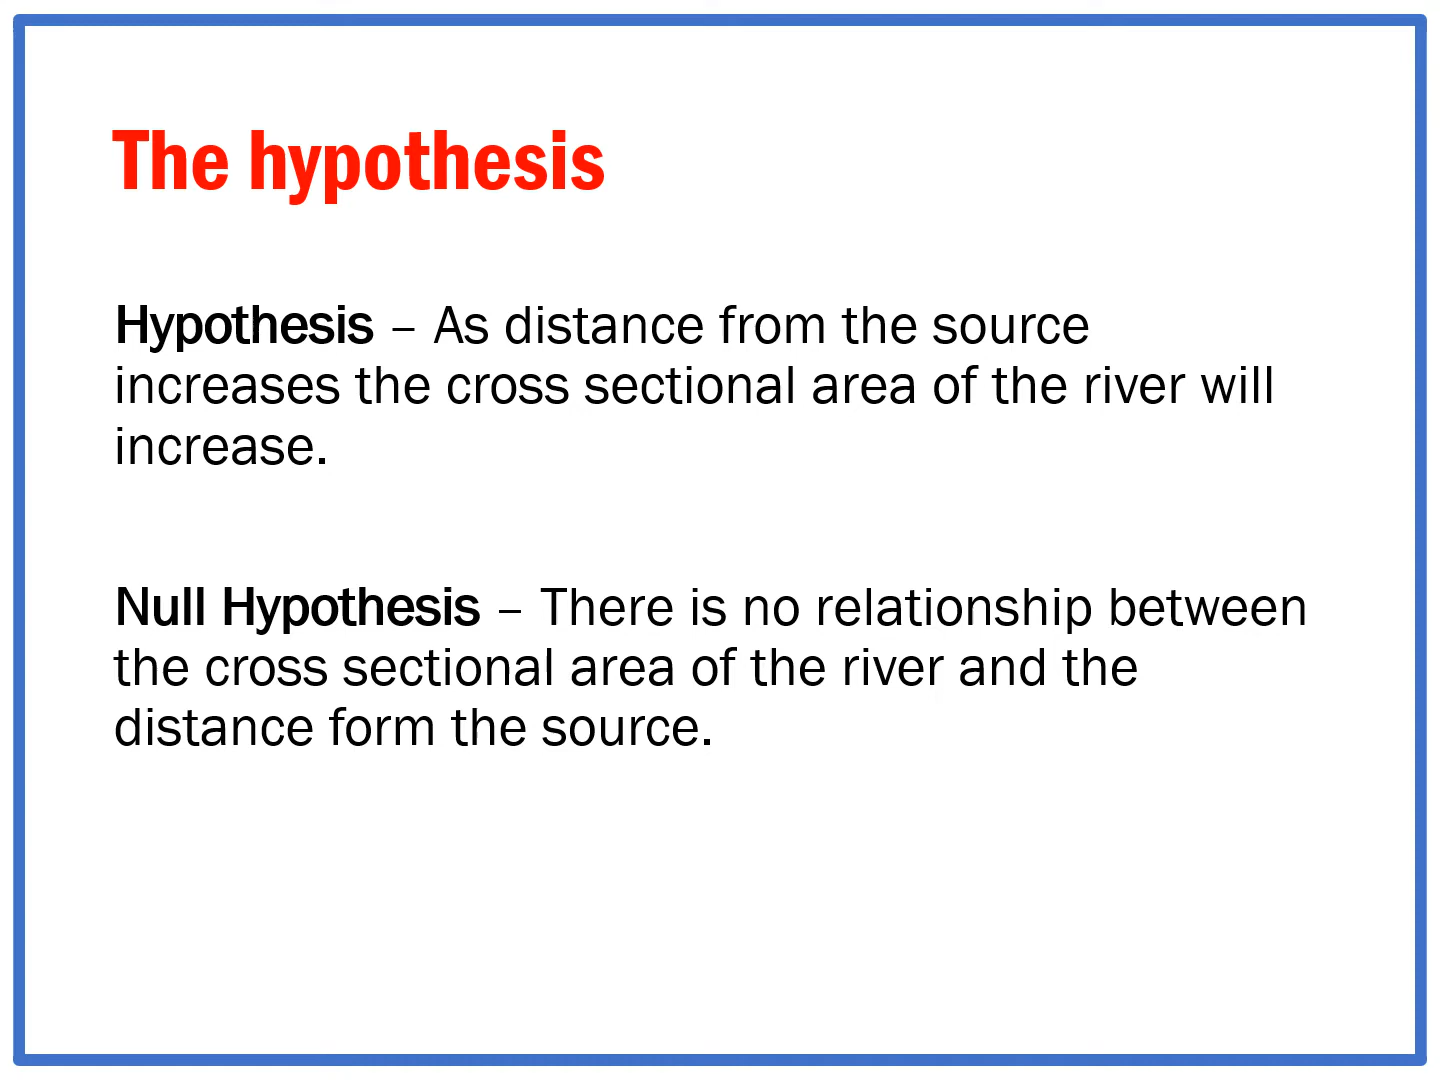 The hypothesis
Hypothesis – As distance from the source
increases the cross sectional area of the river will
increase.
Null Hypothesis – There is no relationship between
the cross sectional area of the river and the
distance form the source.